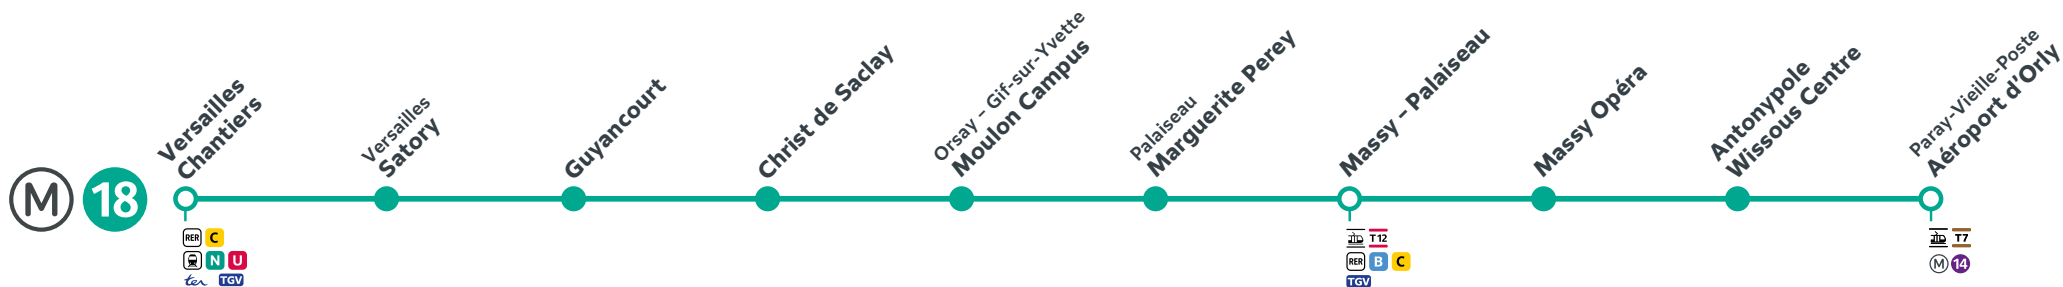 M 18
Versailles
Chantiers
Versailles
Satory
Guyancourt
Christ de Saclay
Orsay – Gif-sur-Yvette
Moulon Campus
Palaiseau
Marguerite Perey
Massy – Palaiseau
Massy Opéra
Antonypole
Wissous Centre
Paray-Vieille-Poste
Aéroport d'Orly
RER C
N U
ter TGV
T12
RER B C
TGV
T7
M 14